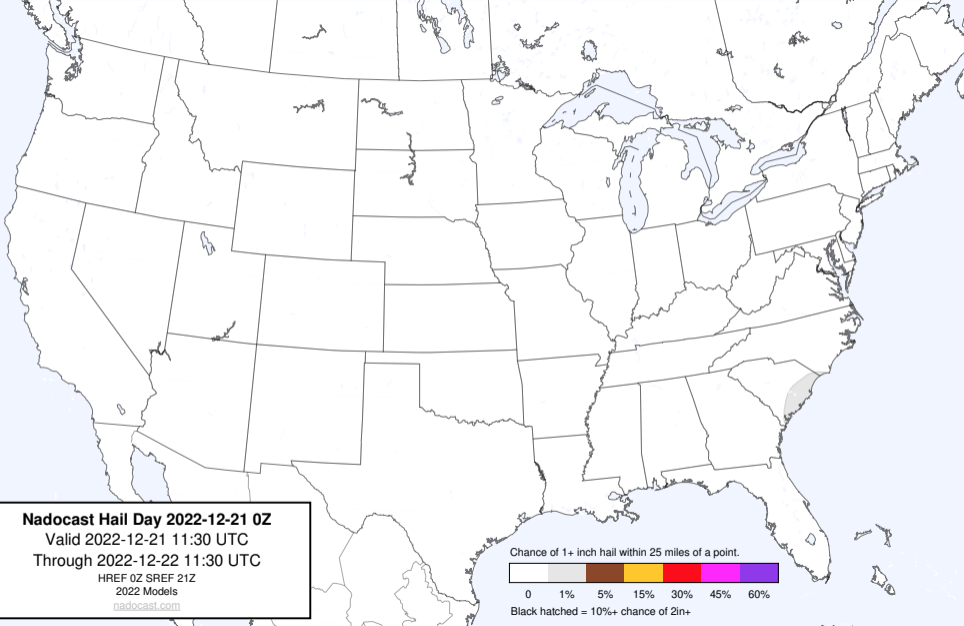 Nadocast Hail Day 2022-12-21 0Z
Valid 2022-12-21 11:30 UTC
Through 2022-12-22 11:30 UTC
HREF 0Z SREF 21Z
2022 Models
nadocast.com
Chance of 1+ inch hail within 25 miles of a point.
0 1% 5% 15% 30% 45% 60%
Black hatched = 10%+ chance of 2in+